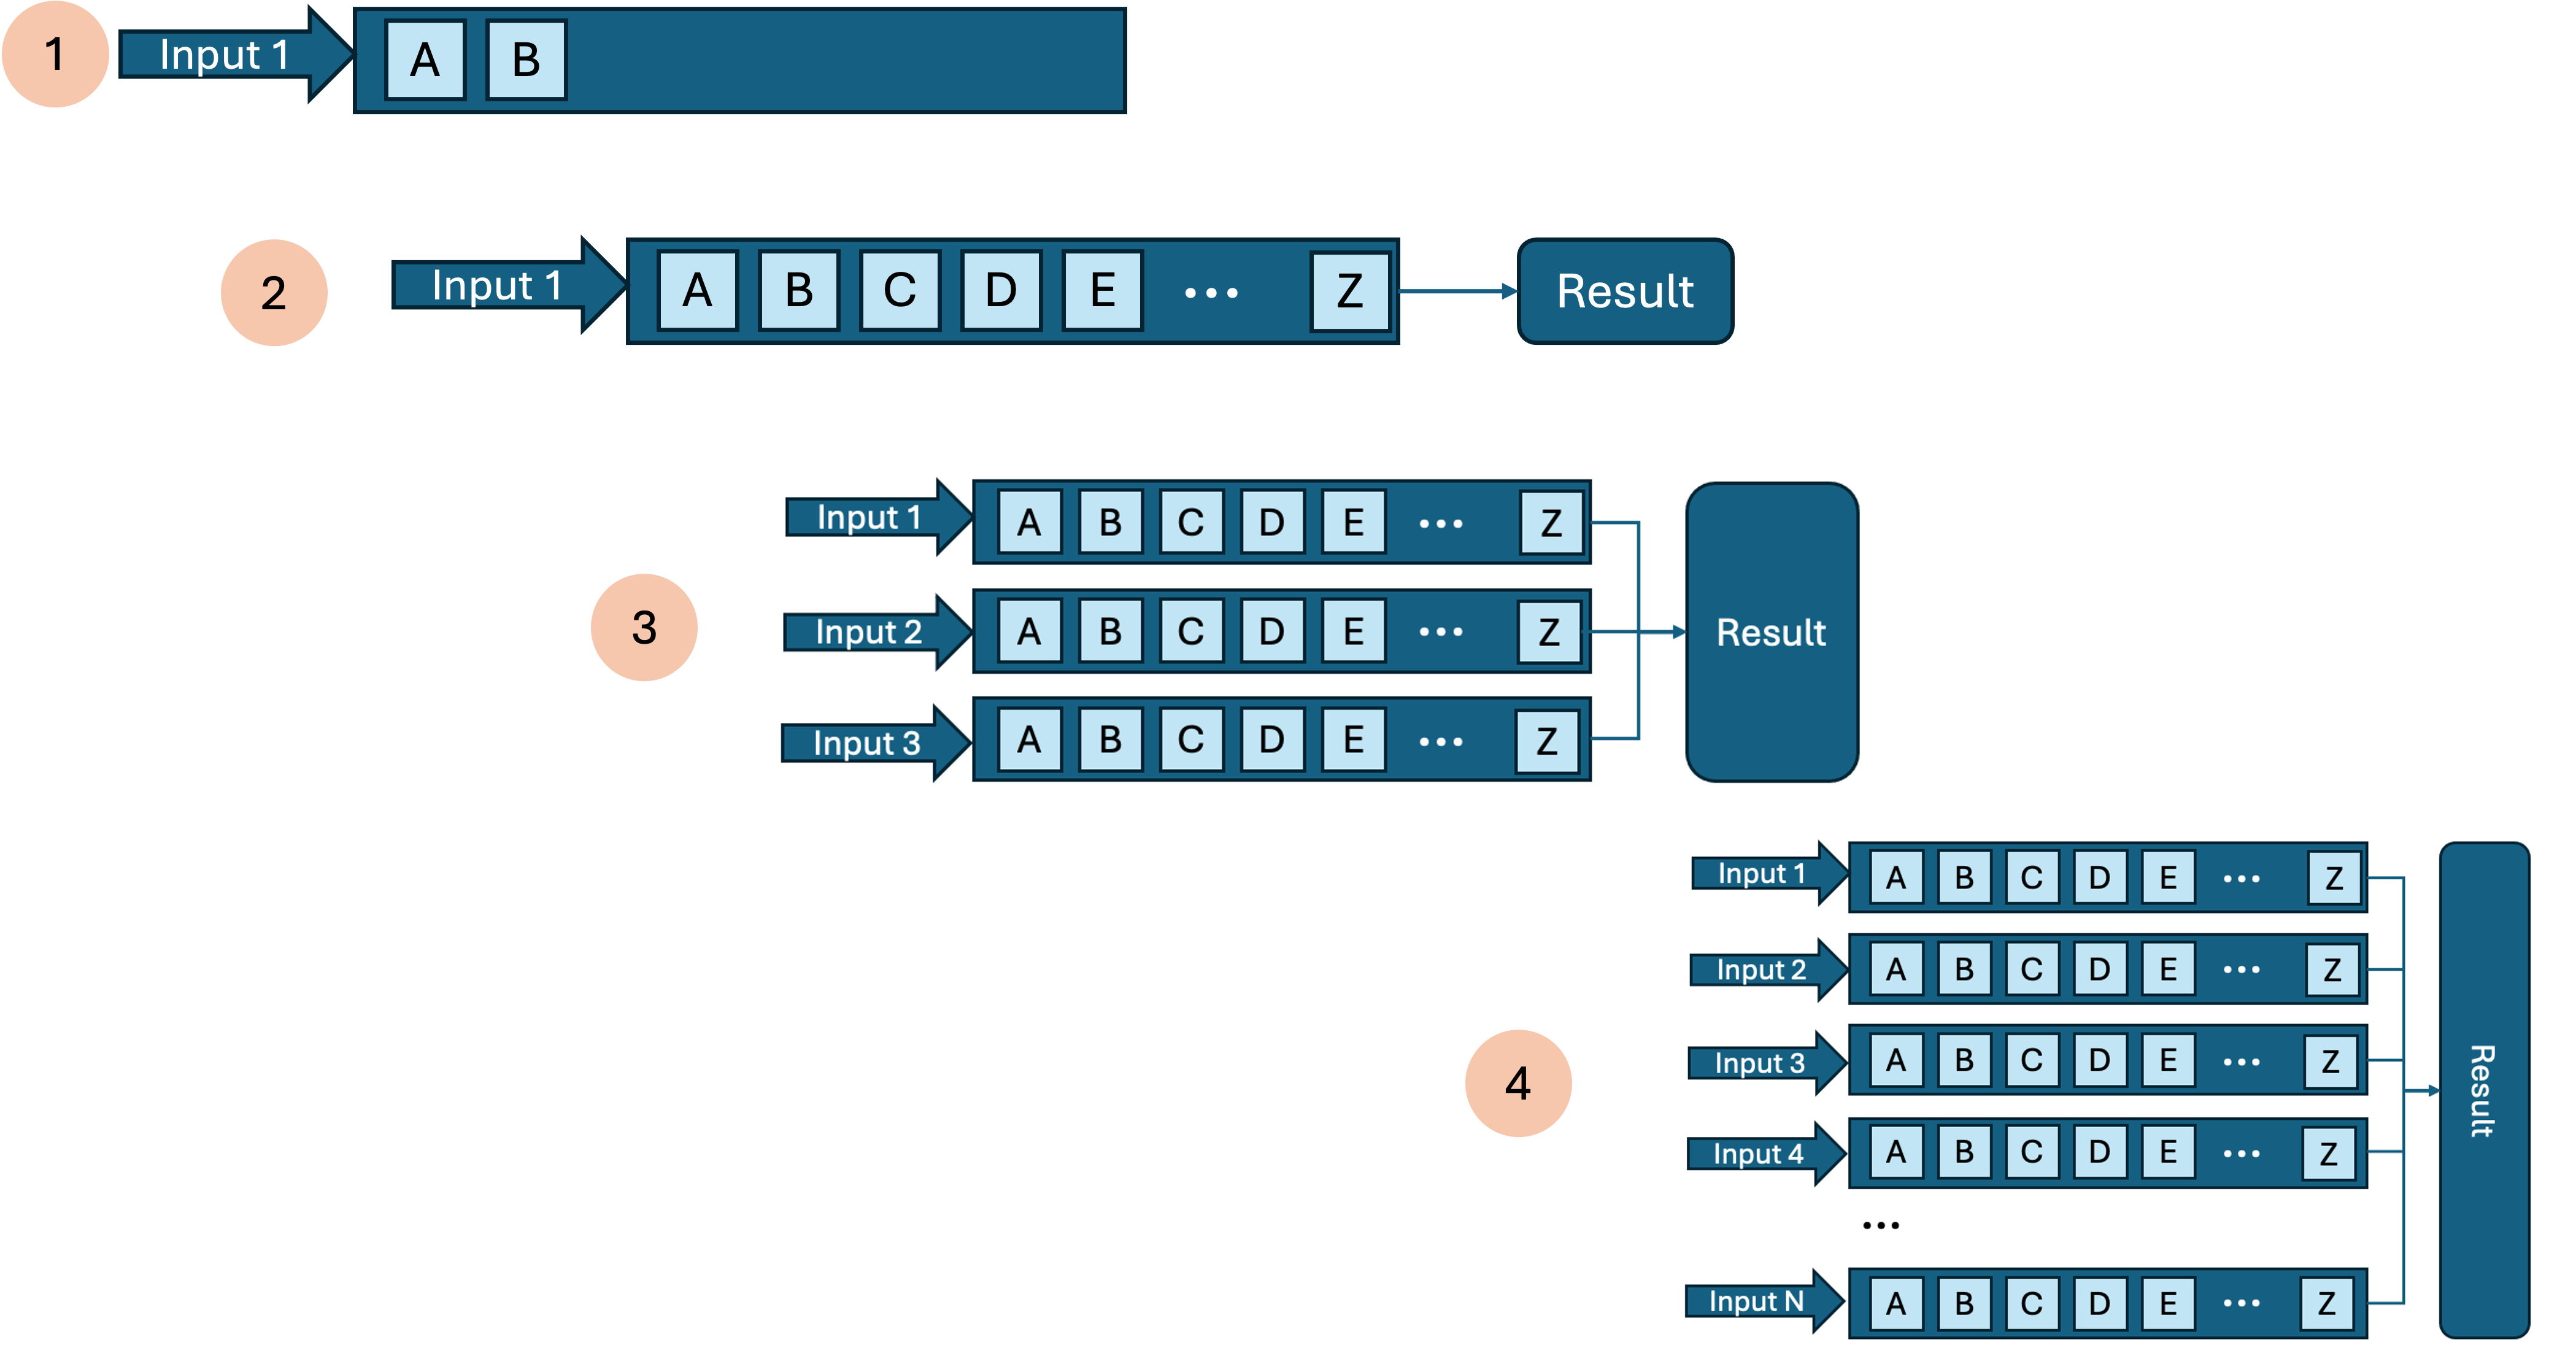 1
Input 1
A B
2
Input 1
A B C D E ... Z
Result
3
Input 1
A B C D E ... Z
Input 2
A B C D E ... Z
Input 3
A B C D E ... Z
Result
4
Input 1
A B C D E ... Z
Input 2
A B C D E ... Z
Input 3
A B C D E ... Z
Input 4
A B C D E ... Z
...
Input N
A B C D E ... Z
Result